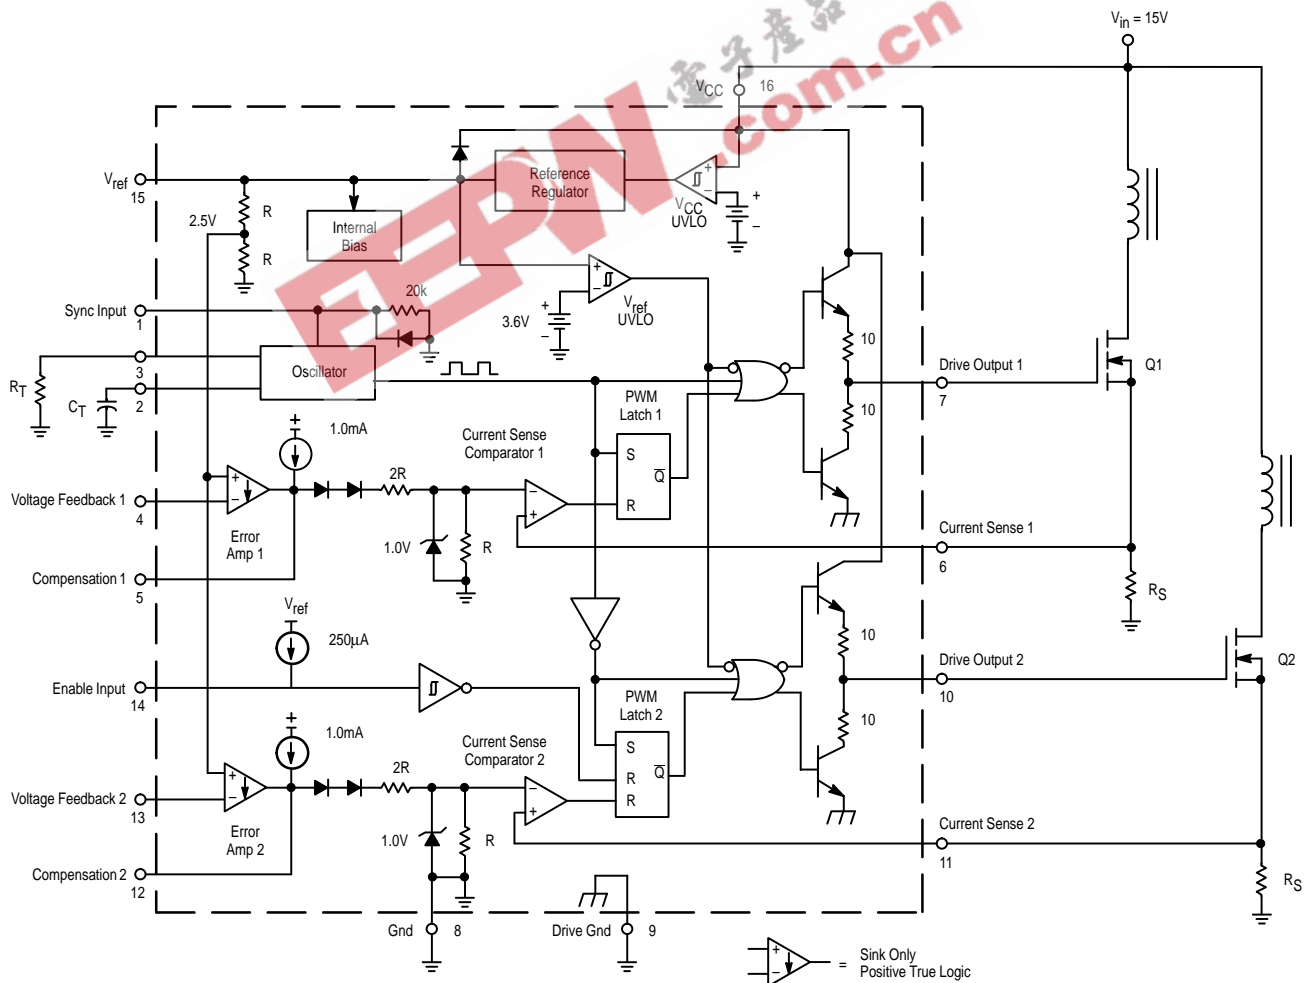 電子產品
EEPW.com.cn
Vin = 15V
VCC 16
Vref
15
Reference
Regulator
+
−
VCC
UVLO
+
−
2.5V
R
R
Internal
Bias
Sync Input
1
20k
+
−
3.6V
+
−
Vref
UVLO
3
RT
2
CT
Oscillator
10
10
Drive Output 1
7
Q1
1.0mA
+
PWM
Latch 1
S
R
Q
Current Sense
Comparator 1
Voltage Feedback 1
4
+
−
Error
Amp 1
2R
1.0V
R
−
+
Current Sense 1
6
RS
Compensation 1
5
Vref
250µA
Enable Input
14
10
10
Drive Output 2
10
Q2
PWM
Latch 2
S
R
R
Q
1.0mA
+
Current Sense
Comparator 2
Voltage Feedback 2
13
+
−
Error
Amp 2
2R
1.0V
R
−
+
Current Sense 2
11
RS
Compensation 2
12
Gnd 8
Drive Gnd 9
+
−
= Sink Only
Positive True Logic